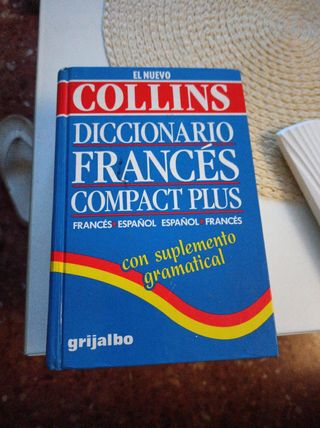 EL NUEVO
COLLINS
DICCIONARIO
FRANCÉS
COMPACT PLUS
FRANCÉS • ESPAÑOL ESPAÑOL • FRANCÉS
con suplemento
gramatical
grijalbo